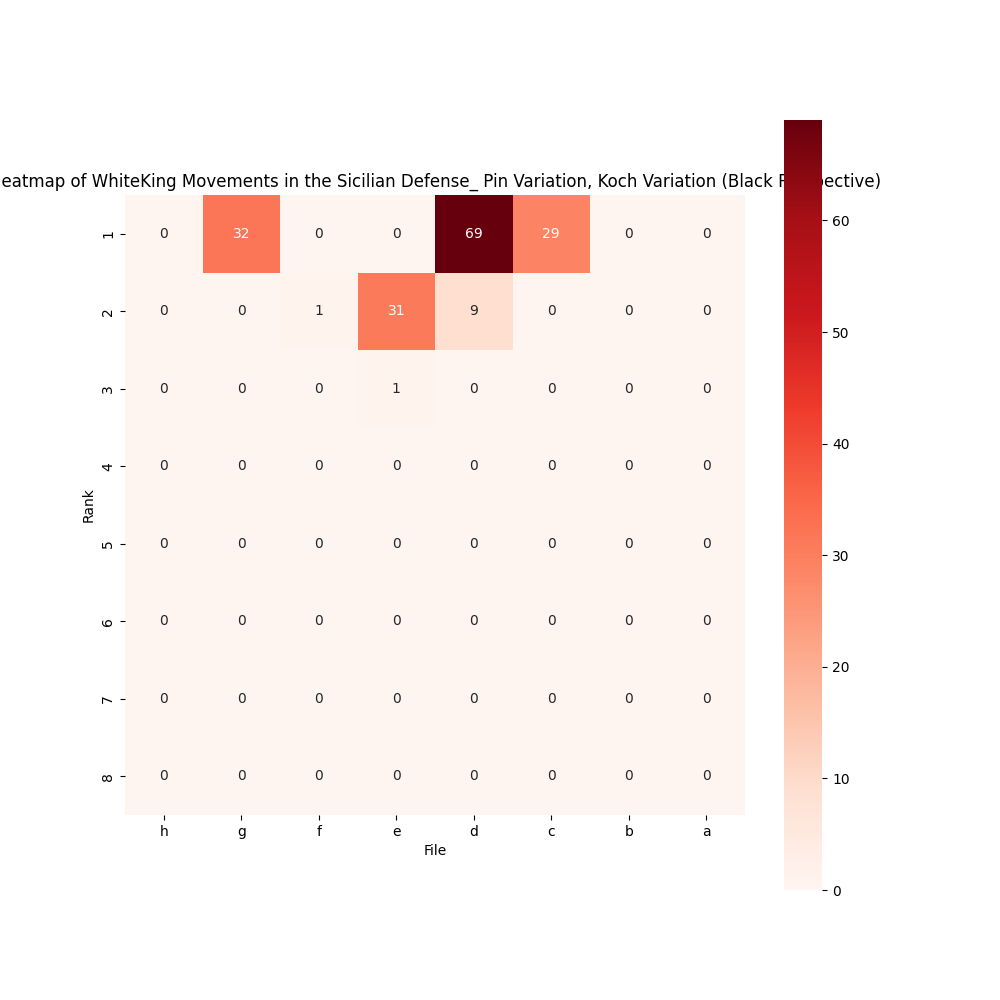 eatmap of WhiteKing Movements in the Sicilian Defense_ Pin Variation, Koch Variation (Black
1 0 32 0 0 69 29 0 0
2 0 0 1 31 9 0 0 0
3 0 0 0 1 0 0 0 0
4 0 0 0 0 0 0 0 0
5 0 0 0 0 0 0 0 0
6 0 0 0 0 0 0 0 0
7 0 0 0 0 0 0 0 0
8 0 0 0 0 0 0 0 0
h g f e d c b a
File
Rank
60
50
40
30
20
10
0